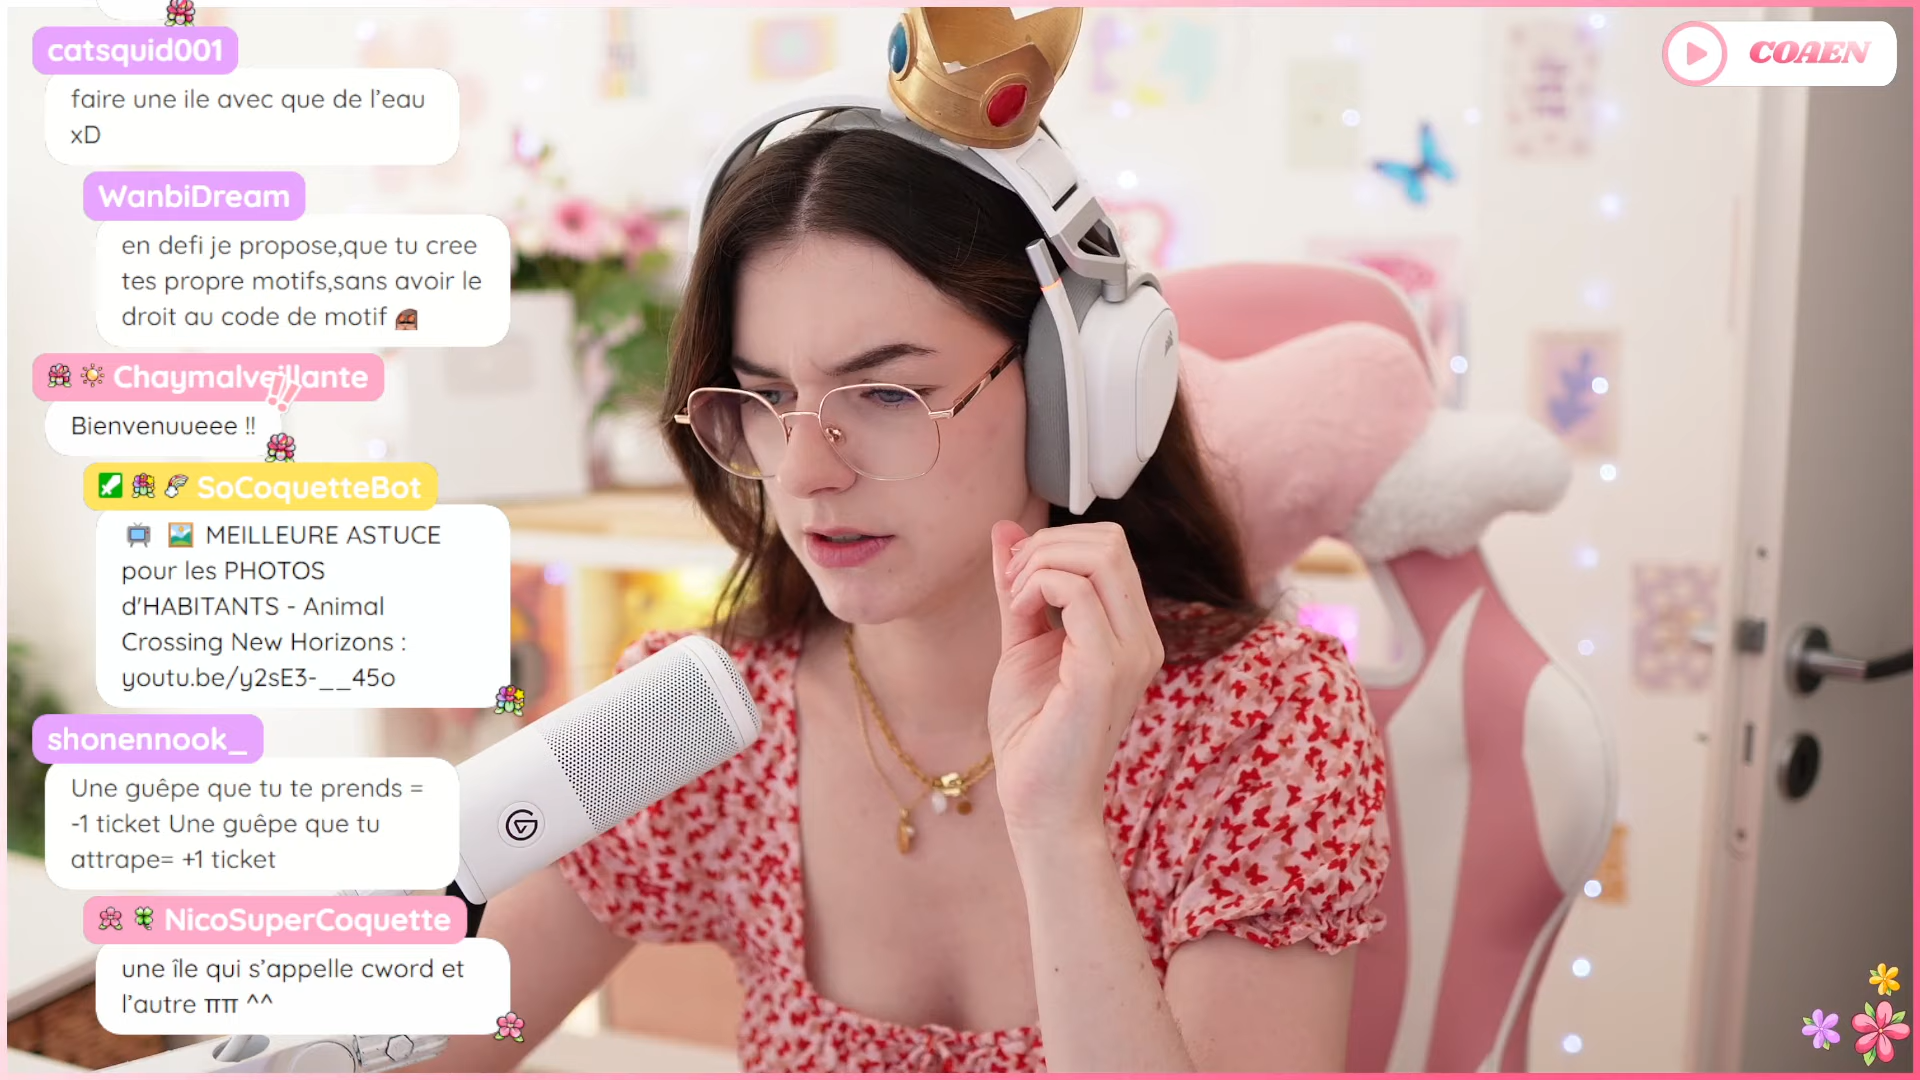 catsquid001
faire une ile avec que de l'eau
xD
WanbiDream
en defi je propose,que tu cree
tes propre motifs,sans avoir le
droit au code de motif
Chaymalveillante
Bienvenuueee !!
SoCoquetteBot
MEILLEURE ASTUCE
pour les PHOTOS
d'HABITANTS - Animal
Crossing New Horizons :
youtu.be/y2sE3-__45o
shonennook_
Une guêpe que tu te prends =
-1 ticket Une guêpe que tu
attrape= +1 ticket
NicoSuperCoquette
une île qui s'appelle cword et
l'autre ππ ^^
COAEN